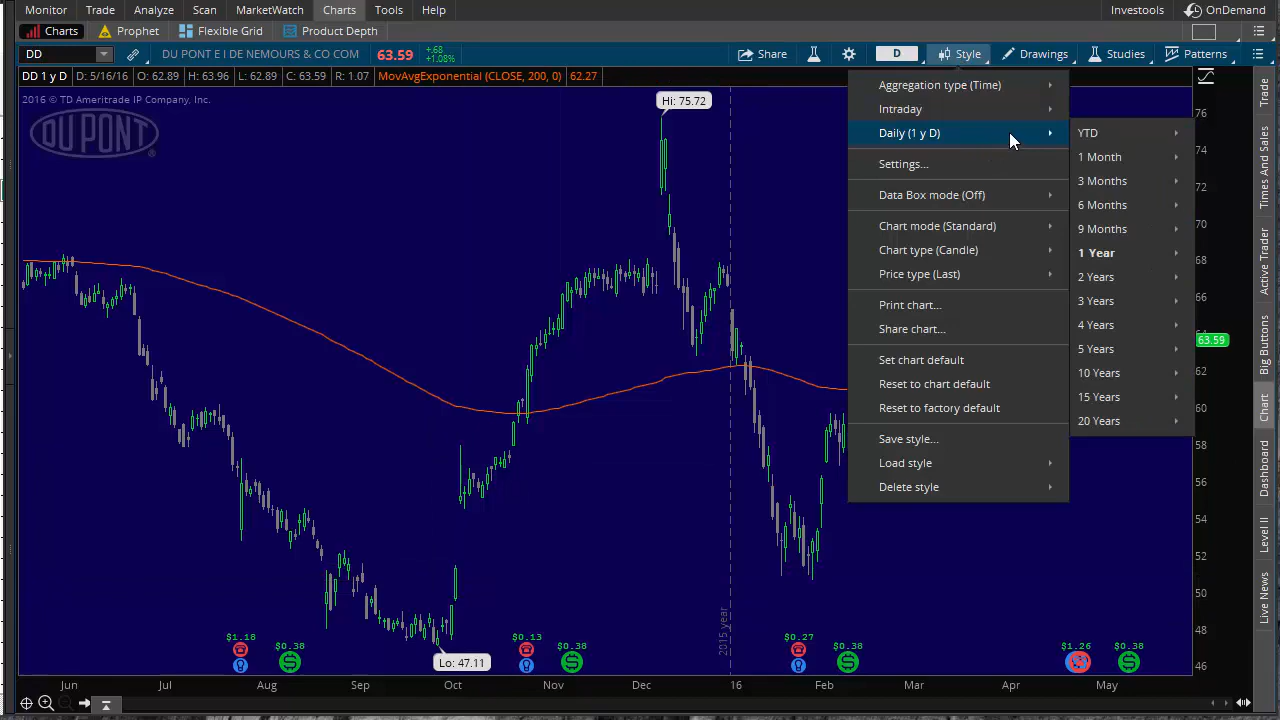 Monitor Trade Analyze Scan MarketWatch Charts Tools Help Investools OnDemand
Charts Prophet Flexible Grid Product Depth
DD DU PONT E I DE NEMOURS & CO COM 63.59 +.68 +1.08% Share D Style Drawings Studies Patterns
DD 1 y D D: 5/16/16 O: 62.89 H: 63.96 L: 62.89 C: 63.59 R: 1.07 MovAvgExponential (CLOSE, 200, 0) 62.27
2016 © TD Ameritrade IP Company, Inc.
DU PONT
Hi: 75.72
Lo: 47.11
2015 year
Aggregation type (Time)
Intraday
Daily (1 y D)
Settings...
Data Box mode (Off)
Chart mode (Standard)
Chart type (Candle)
Price type (Last)
Print chart...
Share chart...
Set chart default
Reset to chart default
Reset to factory default
Save style...
Load style
Delete style
YTD
1 Month
3 Months
6 Months
9 Months
1 Year
2 Years
3 Years
4 Years
5 Years
10 Years
15 Years
20 Years
76
74
72
70
68
66
63.59
62
60
58
56
54
52
50
48
46
$1.18 $0.38 $0.13 $0.38 $0.27 $0.38 $1.26 $0.38
Jun Jul Aug Sep Oct Nov Dec 16 Feb Mar Apr May
Trade
Times And Sales
Active Trader
Big Buttons
Chart
Dashboard
Level II
Live News